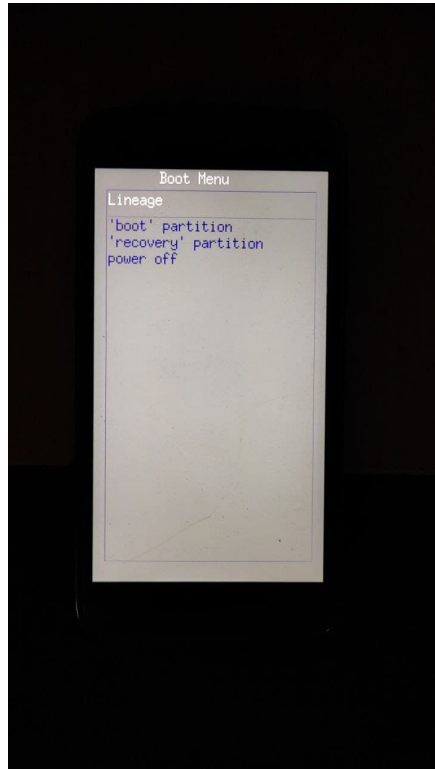 Boot Menu
Lineage
'boot' partition
'recovery' partition
power off